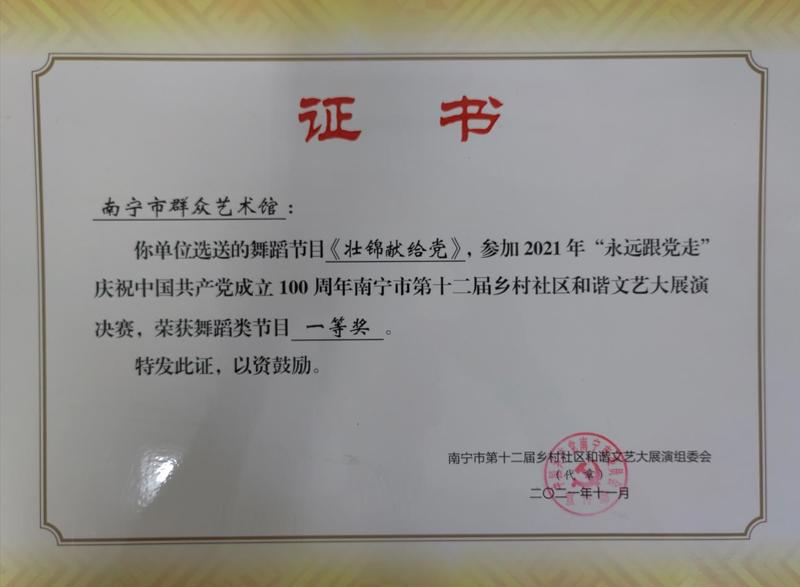 证书
南宁市群众艺术馆：
你单位选送的舞蹈节目《壮锦献给党》，参加2021年“永远跟党走”
庆祝中国共产党成立100周年南宁市第十二届乡村社区和谐文艺大展演
决赛，荣获舞蹈类节目一等奖。
特发此证，以资鼓励。
南宁市第十二届乡村社区和谐文艺大展演组委会
（代章）
二〇二一年十一月